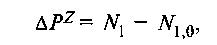 ΔP^Z = N_1 − N_{1,0},